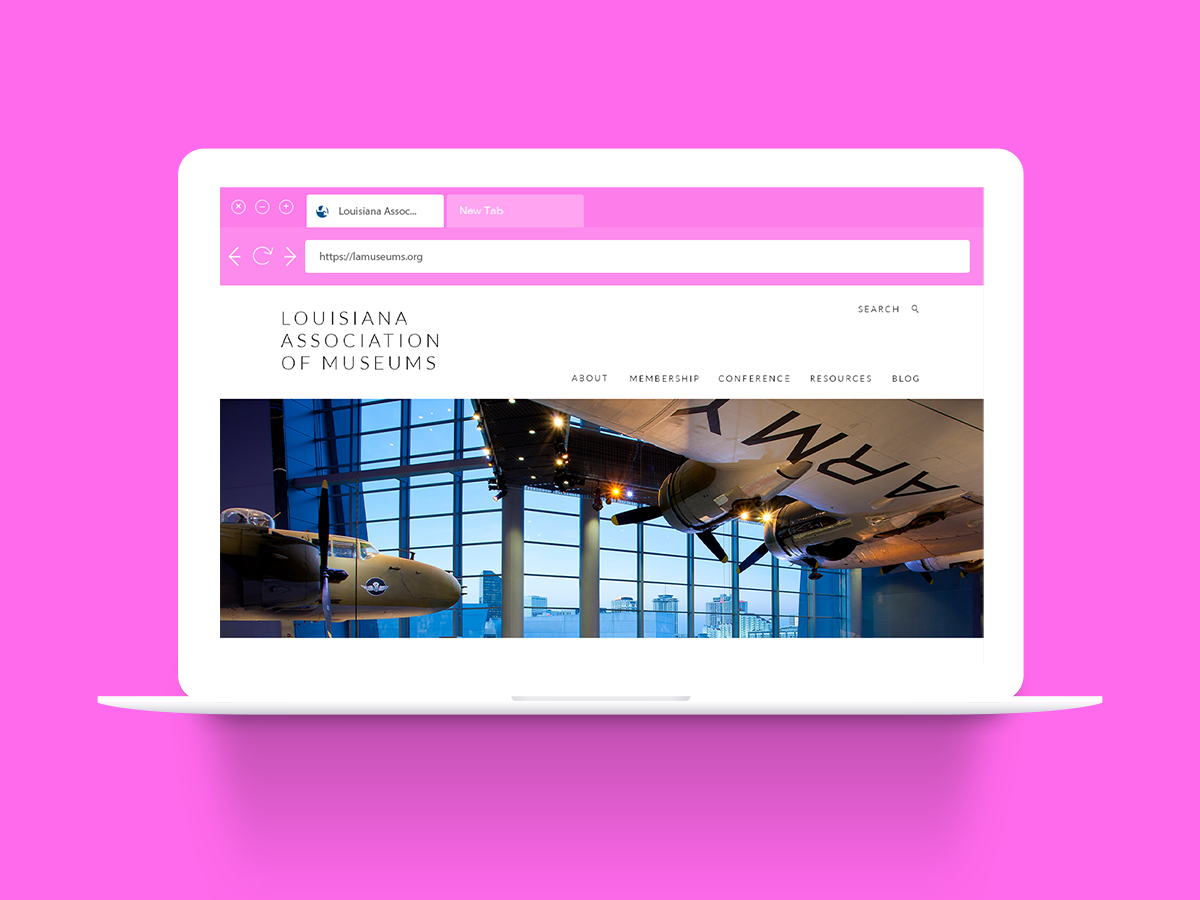 Louisiana Assoc...
New Tab
https://lamuseums.org
SEARCH
LOUISIANA
ASSOCIATION
OF MUSEUMS
ABOUT MEMBERSHIP CONFERENCE RESOURCES BLOG
ARMY